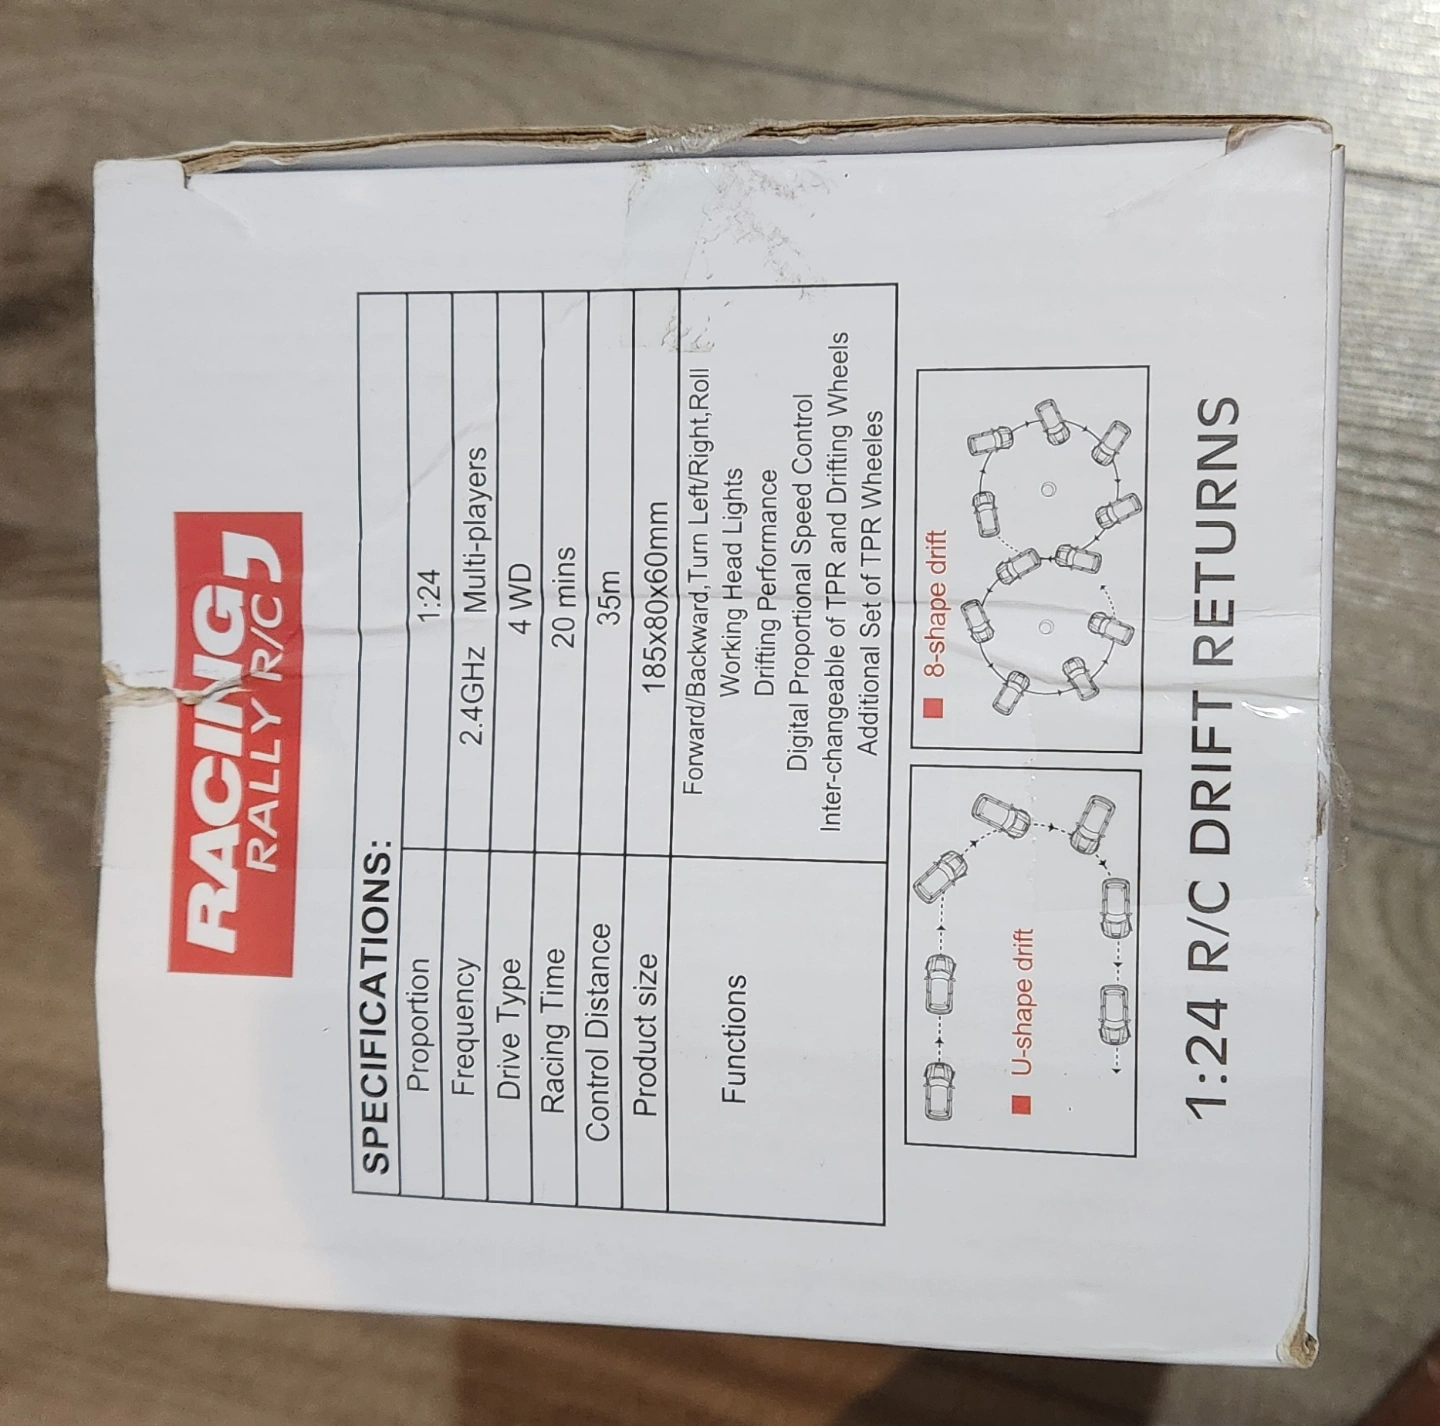 RACING
RALLY R/C
SPECIFICATIONS:
Proportion 1:24
Frequency 2.4GHz Multi-players
Drive Type 4 WD
Racing Time 20 mins
Control Distance 35m
Product size 185x80x60mm
Functions
Forward/Backward,Turn Left/Right,Roll
Working Head Lights
Drifting Performance
Digital Proportional Speed Control
Inter-changeable of TPR and Drifting Wheels
Additional Set of TPR Wheeles
U-shape drift
8-shape drift
1:24 R/C DRIFT RETURNS